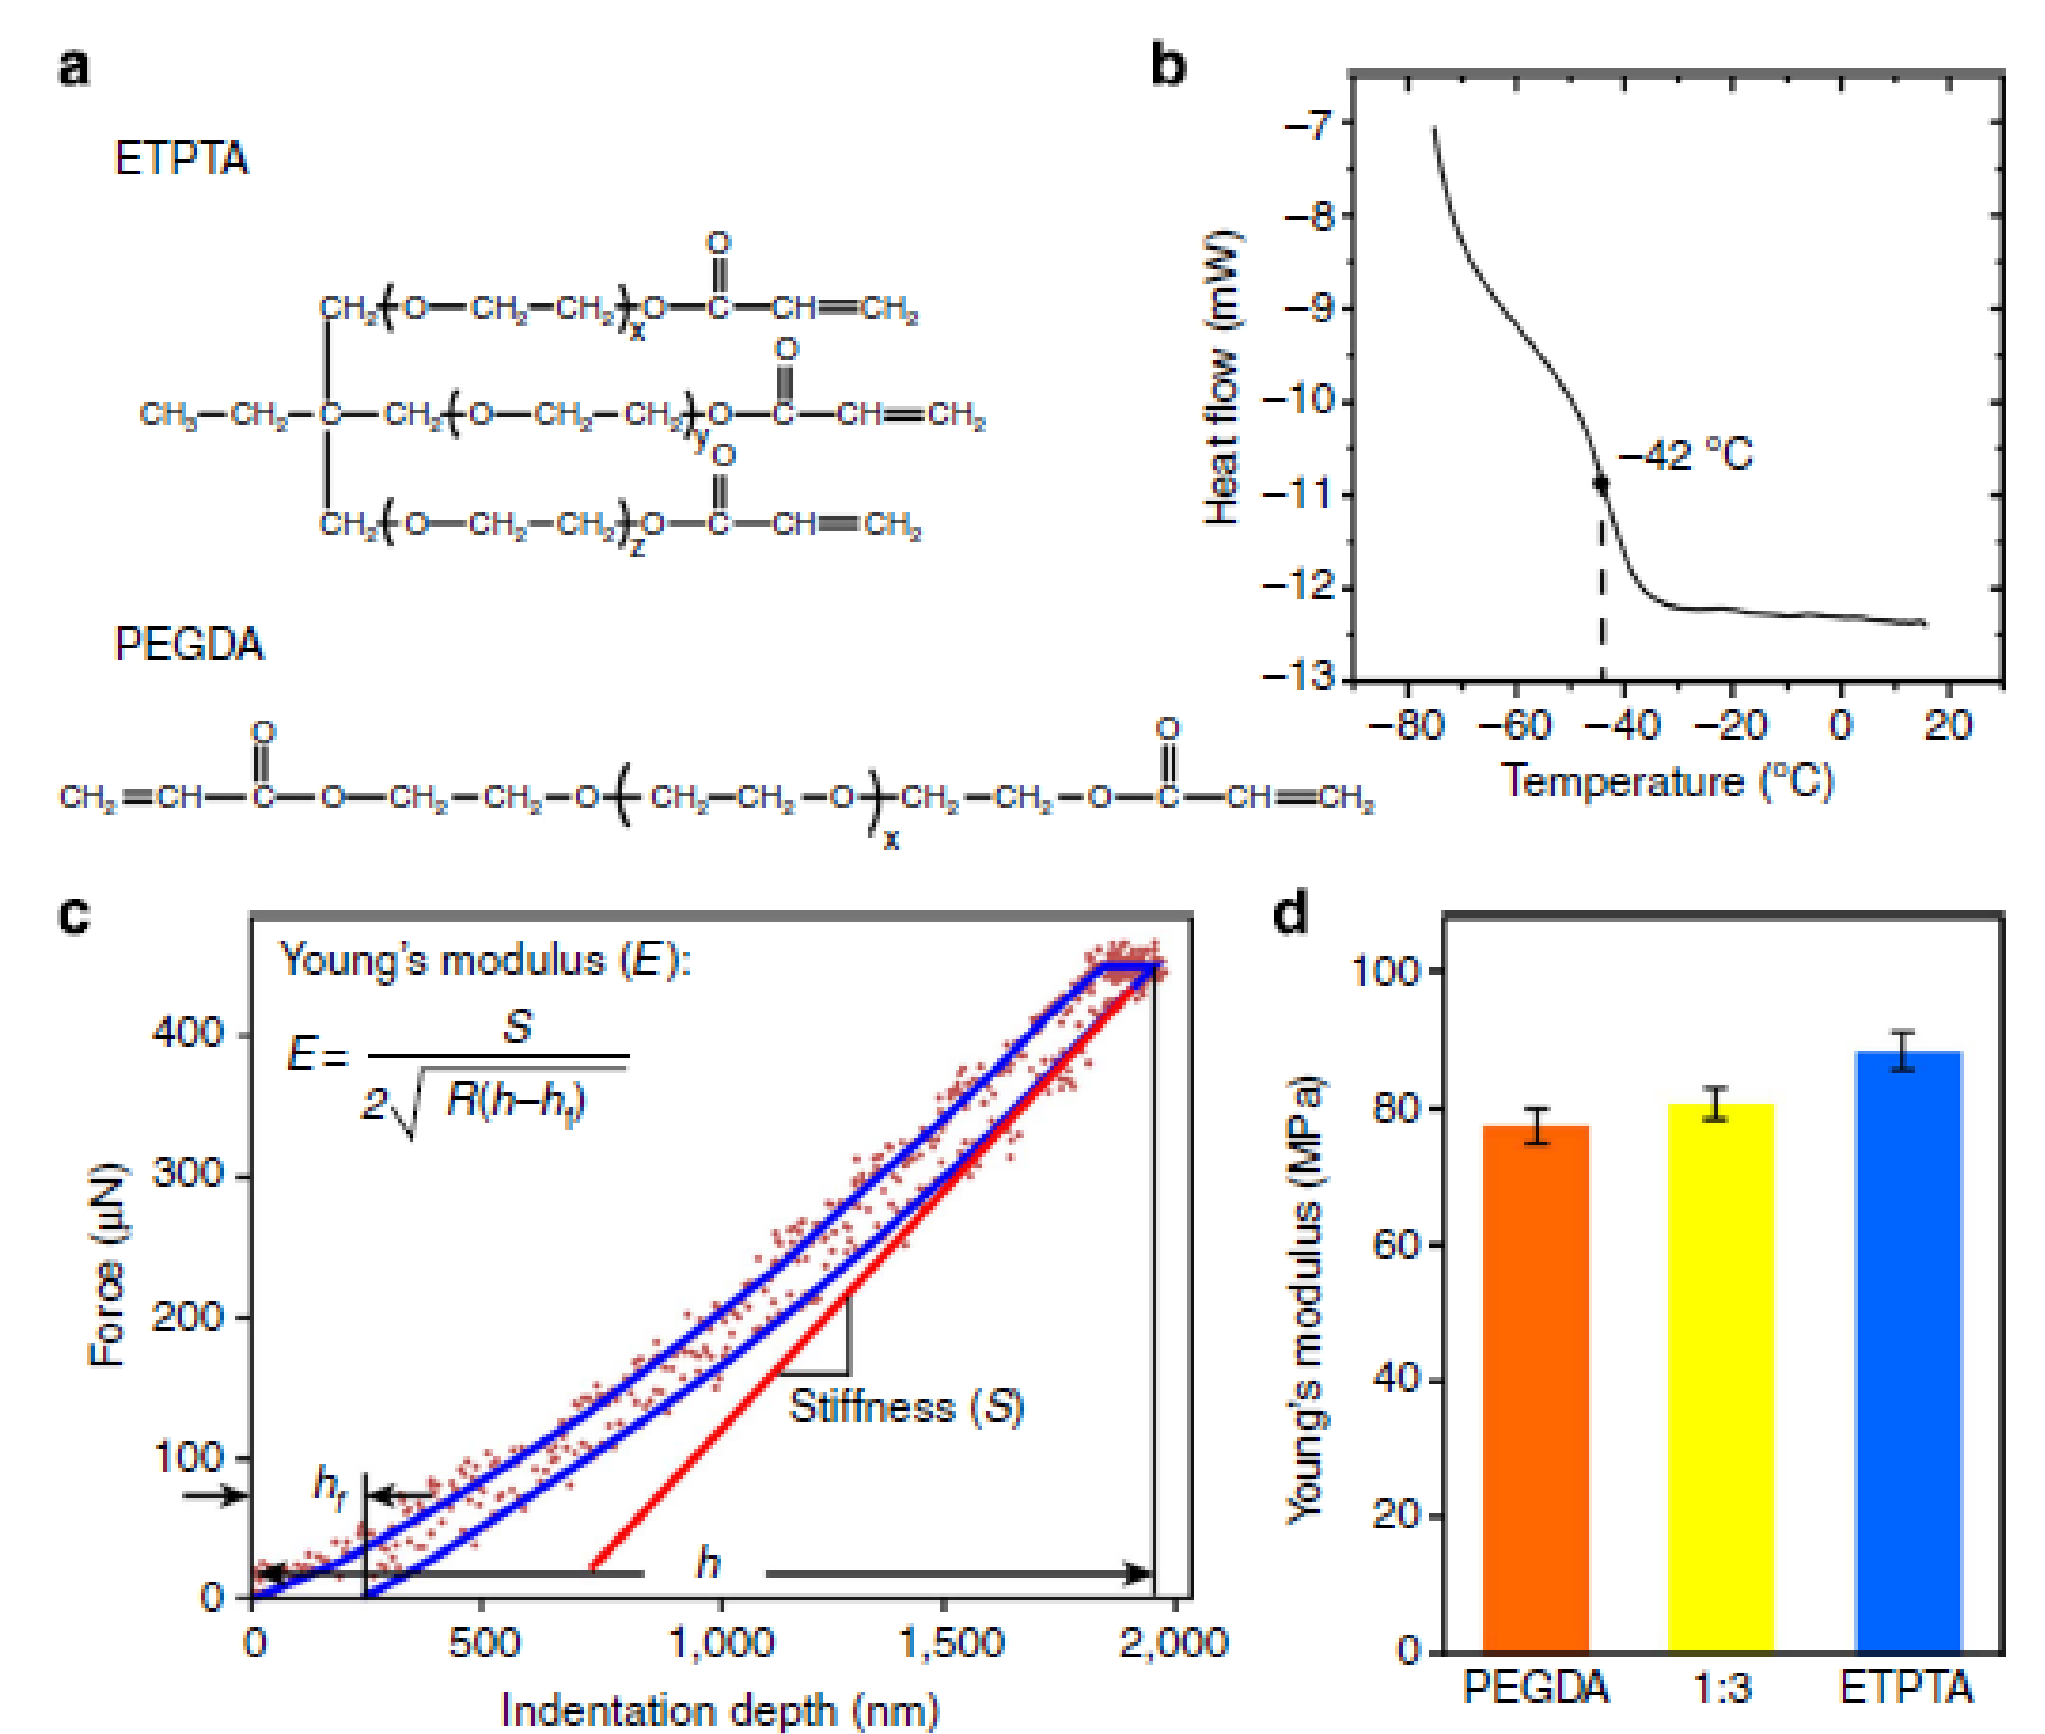 a
ETPTA
O
CH₂(O—CH₂—CH₂)ₓO—C—CH=CH₂
O
CH₃—CH₂—C—CH₂(O—CH₂—CH₂)yO—C—CH=CH₂
O
CH₂(O—CH₂—CH₂)zO—C—CH=CH₂
PEGDA
O O
CH₂=CH—C—O—CH₂—CH₂—O(CH₂—CH₂—O)ₓCH₂—CH₂—O—C—CH=CH₂
b
Heat flow (mW)
−7
−8
−9
−10
−11
−12
−13
−42 °C
−80 −60 −40 −20 0 20
Temperature (°C)
c
Young's modulus (E):
E= S
2√R(h−hf)
Force (µN)
400
300
200
100
0
Stiffness (S)
hf
h
0 500 1,000 1,500 2,000
Indentation depth (nm)
d
Young's modulus (MPa)
100
80
60
40
20
0
PEGDA 1:3 ETPTA